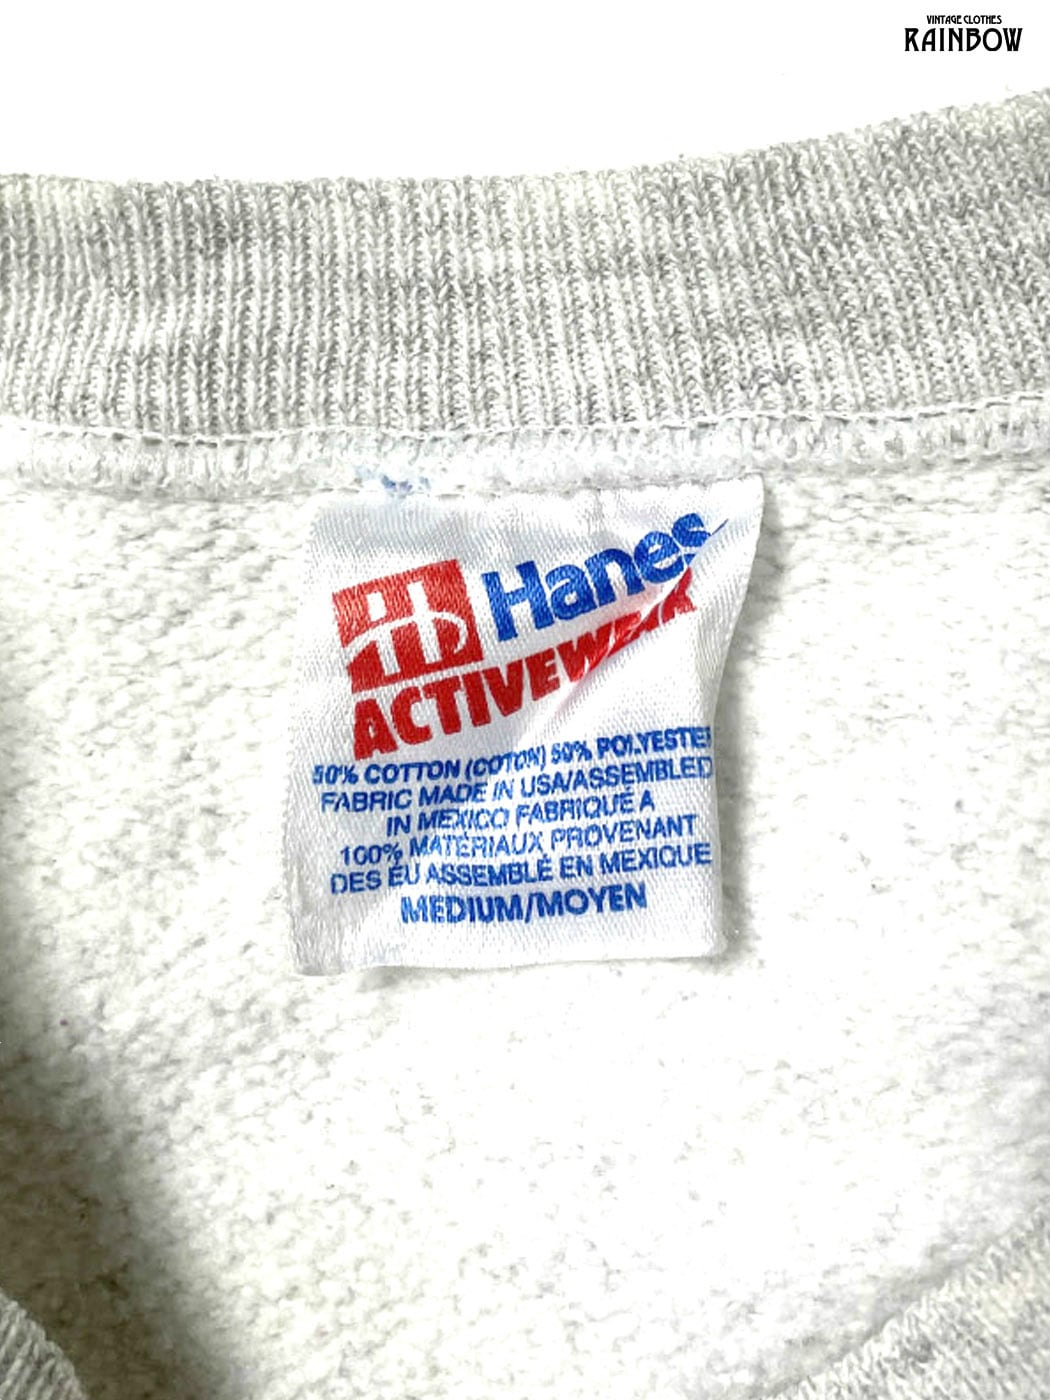 VINTAGE CLOTHES
RAINBOW
Hanes
ACTIVEWEAR
50% COTTON (COTON) 50% POLYESTER
FABRIC MADE IN USA/ASSEMBLED
IN MEXICO FABRIQUÉ A
100% MATÉRIAUX PROVENANT
DES ÉU ASSEMBLÉ EN MEXIQUE
MEDIUM/MOYEN